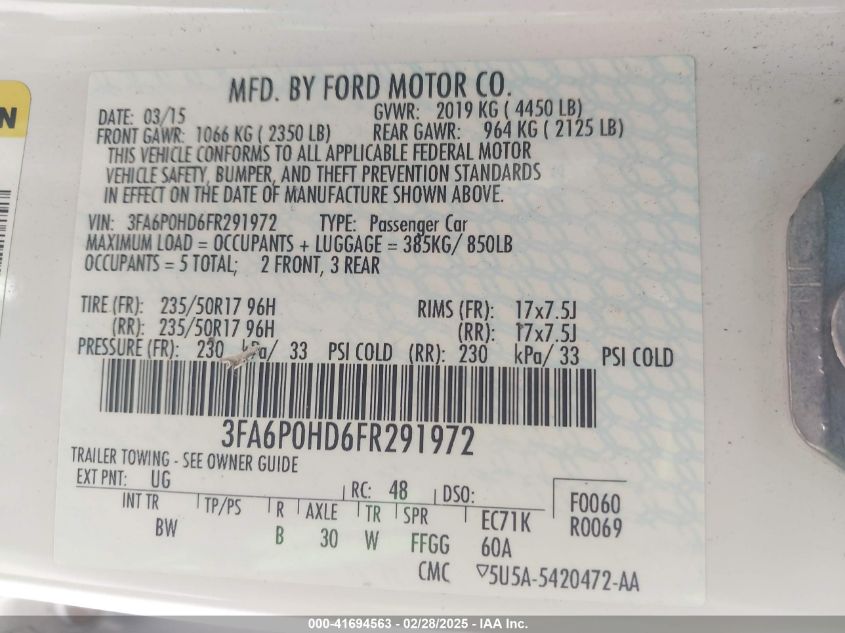 N
MFD. BY FORD MOTOR CO.
DATE: 03/15 GVWR: 2019 KG ( 4450 LB)
FRONT GAWR: 1066 KG ( 2350 LB) REAR GAWR: 964 KG ( 2125 LB)
THIS VEHICLE CONFORMS TO ALL APPLICABLE FEDERAL MOTOR
VEHICLE SAFETY, BUMPER, AND THEFT PREVENTION STANDARDS
IN EFFECT ON THE DATE OF MANUFACTURE SHOWN ABOVE.
VIN: 3FA6P0HD6FR291972 TYPE: Passenger Car
MAXIMUM LOAD = OCCUPANTS + LUGGAGE = 385KG/ 850LB
OCCUPANTS = 5 TOTAL; 2 FRONT, 3 REAR
TIRE (FR): 235/50R17 96H RIMS (FR): 17x7.5J
(RR): 235/50R17 96H (RR): 17x7.5J
PRESSURE (FR): 230 kPa/ 33 PSI COLD (RR): 230 kPa/ 33 PSI COLD
3FA6P0HD6FR291972
TRAILER TOWING - SEE OWNER GUIDE
EXT PNT: UG RC: 48 DSO: F0060
R0069
INT TR TP/PS R AXLE TR SPR EC71K
BW B 30 W FFGG 60A
CMC ▽5U5A-5420472-AA
000-41694563 - 02/28/2025 - IAA Inc.